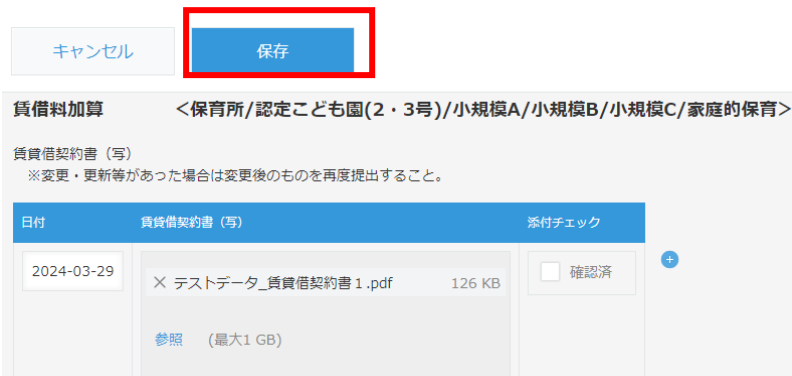 キャンセル 保存
賃借料加算 <保育所/認定こども園(2・3号)/小規模A/小規模B/小規模C/家庭的保育>
賃貸借契約書（写）
※変更・更新等があった場合は変更後のものを再度提出すること。
日付 賃貸借契約書（写） 添付チェック
2024-03-29 × テストデータ_賃貸借契約書１.pdf 126 KB 確認済
参照 (最大1 GB)